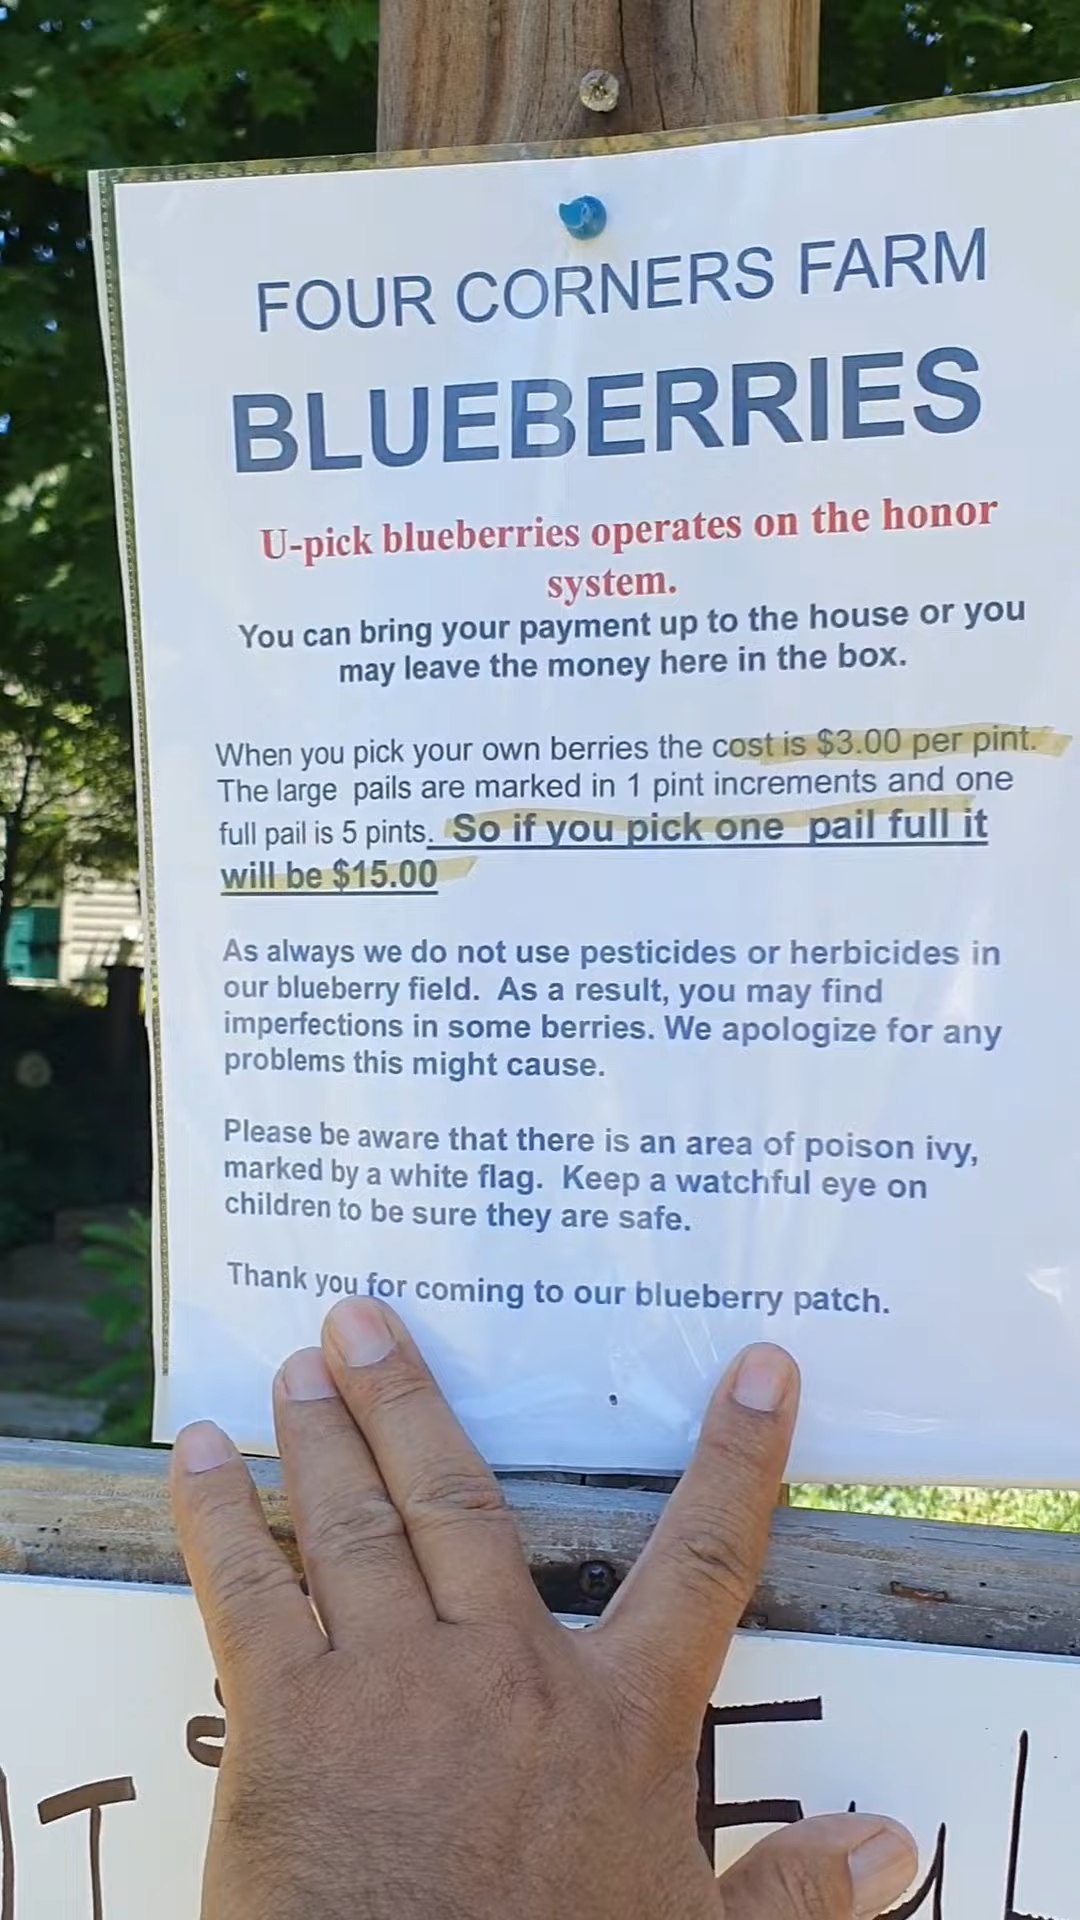 FOUR CORNERS FARM
BLUEBERRIES
U-pick blueberries operates on the honor
system.
You can bring your payment up to the house or you
may leave the money here in the box.
When you pick your own berries the cost is $3.00 per pint.
The large pails are marked in 1 pint increments and one
full pail is 5 pints. So if you pick one pail full it
will be $15.00
As always we do not use pesticides or herbicides in
our blueberry field. As a result, you may find
imperfections in some berries. We apologize for any
problems this might cause.
Please be aware that there is an area of poison ivy,
marked by a white flag. Keep a watchful eye on
children to be sure they are safe.
Thank you for coming to our blueberry patch.